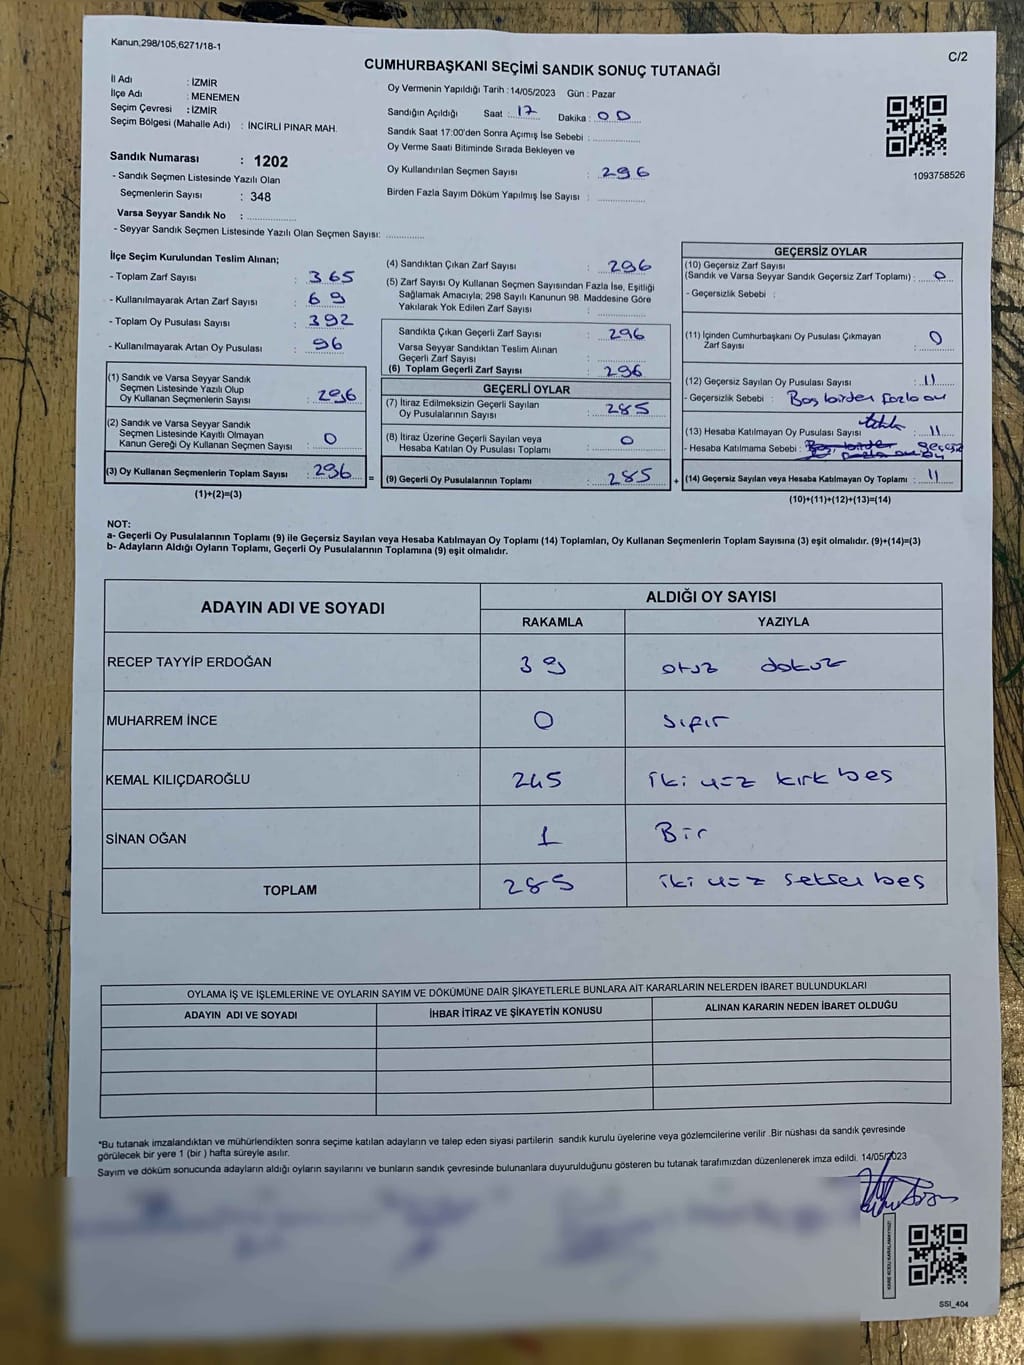 Kanun,298/105,6271/18-1
C/2
CUMHURBAŞKANI SEÇİMİ SANDIK SONUÇ TUTANAĞI
İl Adı : İZMİR
İlçe Adı : MENEMEN
Seçim Çevresi : İZMİR
Seçim Bölgesi (Mahalle Adı) : İNCİRLİ PINAR MAH.
Sandık Numarası : 1202
- Sandık Seçmen Listesinde Yazılı Olan
Seçmenlerin Sayısı : 348
Varsa Seyyar Sandık No : ..............
- Seyyar Sandık Seçmen Listesinde Yazılı Olan Seçmen Sayısı: ...........
Oy Vermenin Yapıldığı Tarih : 14/05/2023 Gün : Pazar
Sandığın Açıldığı Saat : 17 Dakika : 00
Sandık Saat 17:00'den Sonra Açımış İse Sebebi : ..............
Oy Verme Saati Bitiminde Sırada Bekleyen ve
Oy Kullandırılan Seçmen Sayısı : 296
Birden Fazla Sayım Döküm Yapılmış İse Sayısı : ..............
1093758526
İlçe Seçim Kurulundan Teslim Alınan;
- Toplam Zarf Sayısı : 365
- Kullanılmayarak Artan Zarf Sayısı : 69
- Toplam Oy Pusulası Sayısı : 392
- Kullanılmayarak Artan Oy Pusulası : 96
(1) Sandık ve Varsa Seyyar Sandık
Seçmen Listesinde Yazılı Olup
Oy Kullanan Seçmenlerin Sayısı : 296
(2) Sandık ve Varsa Seyyar Sandık
Seçmen Listesinde Kayıtlı Olmayan
Kanun Gereği Oy Kullanan Seçmen Sayısı : 0
(3) Oy Kullanan Seçmenlerin Toplam Sayısı : 296
(1)+(2)=(3)
(4) Sandıktan Çıkan Zarf Sayısı : 296
(5) Zarf Sayısı Oy Kullanan Seçmen Sayısından Fazla İse, Eşitliği
Sağlamak Amacıyla; 298 Sayılı Kanunun 98. Maddesine Göre
Yakılarak Yok Edilen Zarf Sayısı : ..............
Sandıkta Çıkan Geçerli Zarf Sayısı : 296
Varsa Seyyar Sandıktan Teslim Alınan
Geçerli Zarf Sayısı : ..............
(6) Toplam Geçerli Zarf Sayısı : 296
GEÇERLİ OYLAR
(7) İtiraz Edilmeksizin Geçerli Sayılan
Oy Pusulalarının Sayısı : 285
(8) İtiraz Üzerine Geçerli Sayılan veya
Hesaba Katılan Oy Pusulası Toplamı : 0
= (9) Geçerli Oy Pusulalarının Toplamı : 285
GEÇERSİZ OYLAR
(10) Geçersiz Zarf Sayısı
(Sandık ve Varsa Seyyar Sandık Geçersiz Zarf Toplamı) : 0
- Geçersizlik Sebebi :
(11) İçinden Cumhurbaşkanı Oy Pusulası Çıkmayan
Zarf Sayısı : 0
(12) Geçersiz Sayılan Oy Pusulası Sayısı : 11
- Geçersizlik Sebebi : Boş birden fazla oy
(13) Hesaba Katılmayan Oy Pusulası Sayısı : 11
- Hesaba Katılmama Sebebi : geçersiz oy
+ (14) Geçersiz Sayılan veya Hesaba Katılmayan Oy Toplamı : 11
(10)+(11)+(12)+(13)=(14)
NOT:
a- Geçerli Oy Pusulalarının Toplamı (9) ile Geçersiz Sayılan veya Hesaba Katılmayan Oy Toplamı (14) Toplamları, Oy Kullanan Seçmenlerin Toplam Sayısına (3) eşit olmalıdır. (9)+(14)=(3)
b- Adayların Aldığı Oyların Toplamı, Geçerli Oy Pusulalarının Toplamına (9) eşit olmalıdır.
ADAYIN ADI VE SOYADI ALDIĞI OY SAYISI
RAKAMLA YAZIYLA
RECEP TAYYİP ERDOĞAN 39 otuz dokuz
MUHARREM İNCE 0 sıfır
KEMAL KILIÇDAROĞLU 245 iki yüz kırk beş
SİNAN OĞAN 1 Bir
TOPLAM 285 iki yüz seksen beş
OYLAMA İŞ VE İŞLEMLERİNE VE OYLARIN SAYIM VE DÖKÜMÜNE DAİR ŞİKAYETLERLE BUNLARA AİT KARARLARIN NELERDEN İBARET BULUNDUKLARI
ADAYIN ADI VE SOYADI İHBAR İTİRAZ VE ŞİKAYETİN KONUSU ALINAN KARARIN NEDEN İBARET OLDUĞU
*Bu tutanak imzalandıktan ve mühürlendikten sonra seçime katılan adayların ve talep eden siyasi partilerin sandık kurulu üyelerine veya gözlemcilerine verilir .Bir nüshası da sandık çevresinde
görülecek bir yere 1 (bir ) hafta süreyle asılır.
Sayım ve döküm sonucunda adayların aldığı oyların sayılarını ve bunların sandık çevresinde bulunanlara duyurulduğunu gösteren bu tutanak tarafımızdan düzenlenerek imza edildi. 14/05/2023
SSI_404